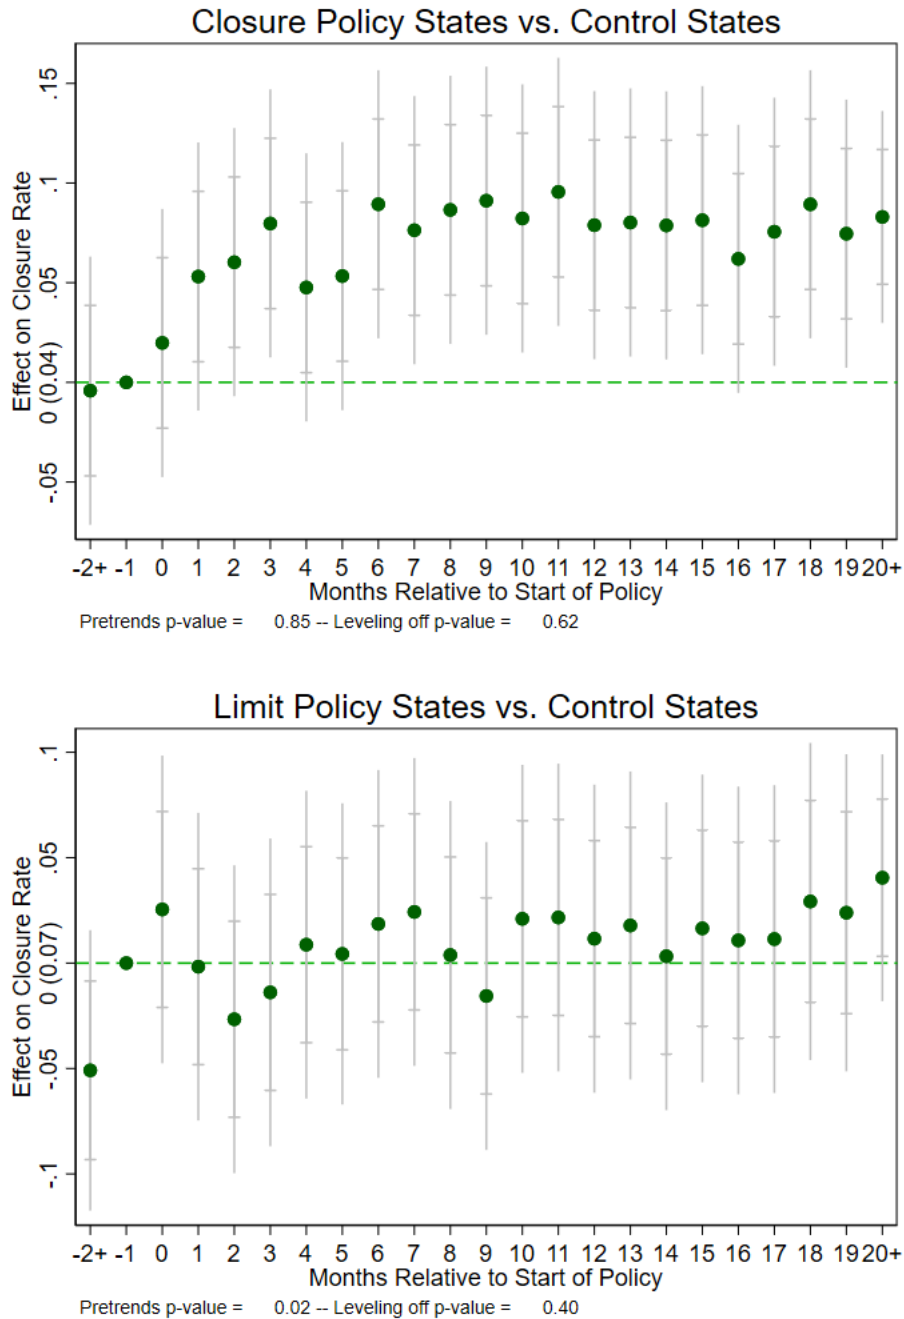 Closure Policy States vs. Control States
Effect on Closure Rate
.15
.1
.05
0 (0.04)
-.05
-2+ -1 0 1 2 3 4 5 6 7 8 9 10 11 12 13 14 15 16 17 18 19 20+
Months Relative to Start of Policy
Pretrends p-value = 0.85 -- Leveling off p-value = 0.62
Limit Policy States vs. Control States
Effect on Closure Rate
.1
.05
0 (0.07)
-.05
-.1
-2+ -1 0 1 2 3 4 5 6 7 8 9 10 11 12 13 14 15 16 17 18 19 20+
Months Relative to Start of Policy
Pretrends p-value = 0.02 -- Leveling off p-value = 0.40